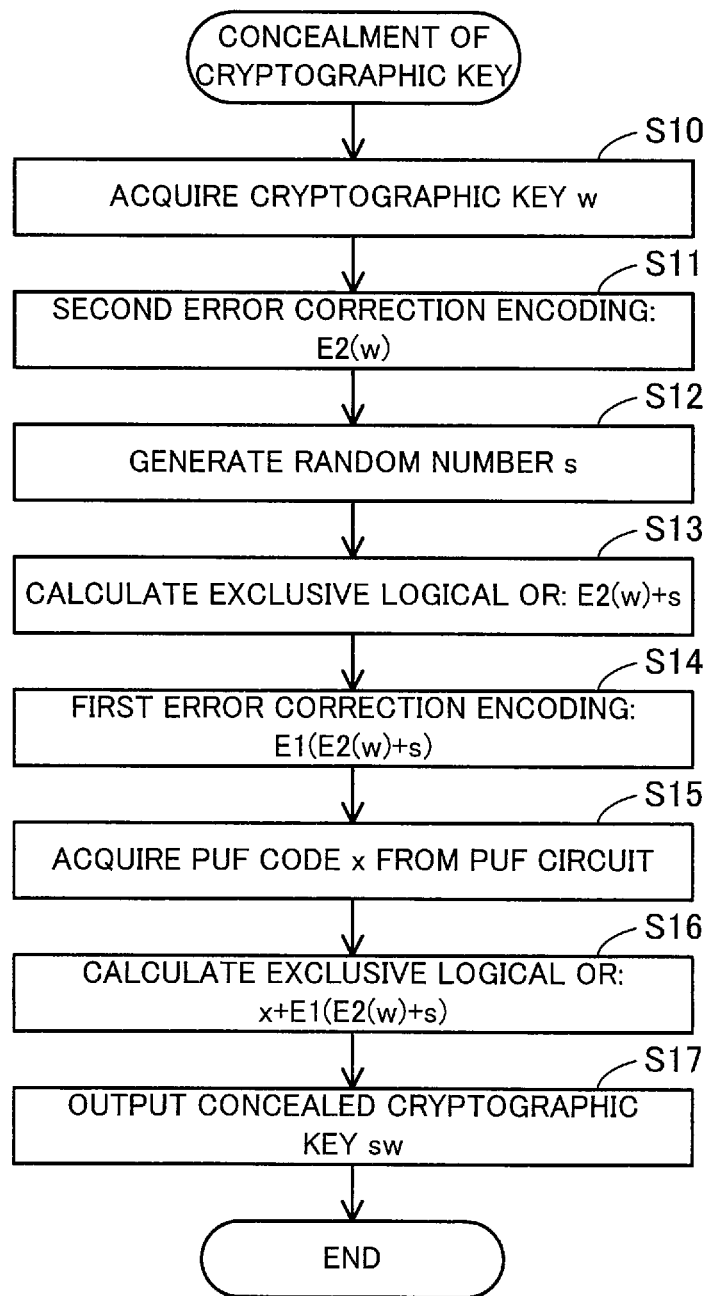 CONCEALMENT OF
CRYPTOGRAPHIC KEY
S10
ACQUIRE CRYPTOGRAPHIC KEY w
S11
SECOND ERROR CORRECTION ENCODING:
E2(w)
S12
GENERATE RANDOM NUMBER s
S13
CALCULATE EXCLUSIVE LOGICAL OR: E2(w)+s
S14
FIRST ERROR CORRECTION ENCODING:
E1(E2(w)+s)
S15
ACQUIRE PUF CODE x FROM PUF CIRCUIT
S16
CALCULATE EXCLUSIVE LOGICAL OR:
x+E1(E2(w)+s)
S17
OUTPUT CONCEALED CRYPTOGRAPHIC
KEY sw
END